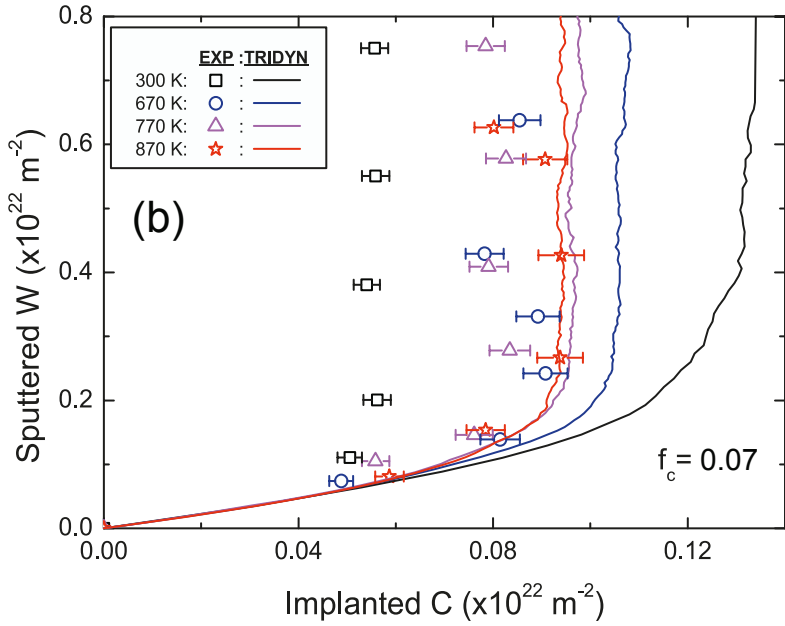 (b)
EXP :TRIDYN
300 K: :
670 K: :
770 K: :
870 K: :
f_c= 0.07
Sputtered W (x10^22 m^-2)
0.8
0.6
0.4
0.2
0.0
0.00 0.04 0.08 0.12
Implanted C (x10^22 m^-2)